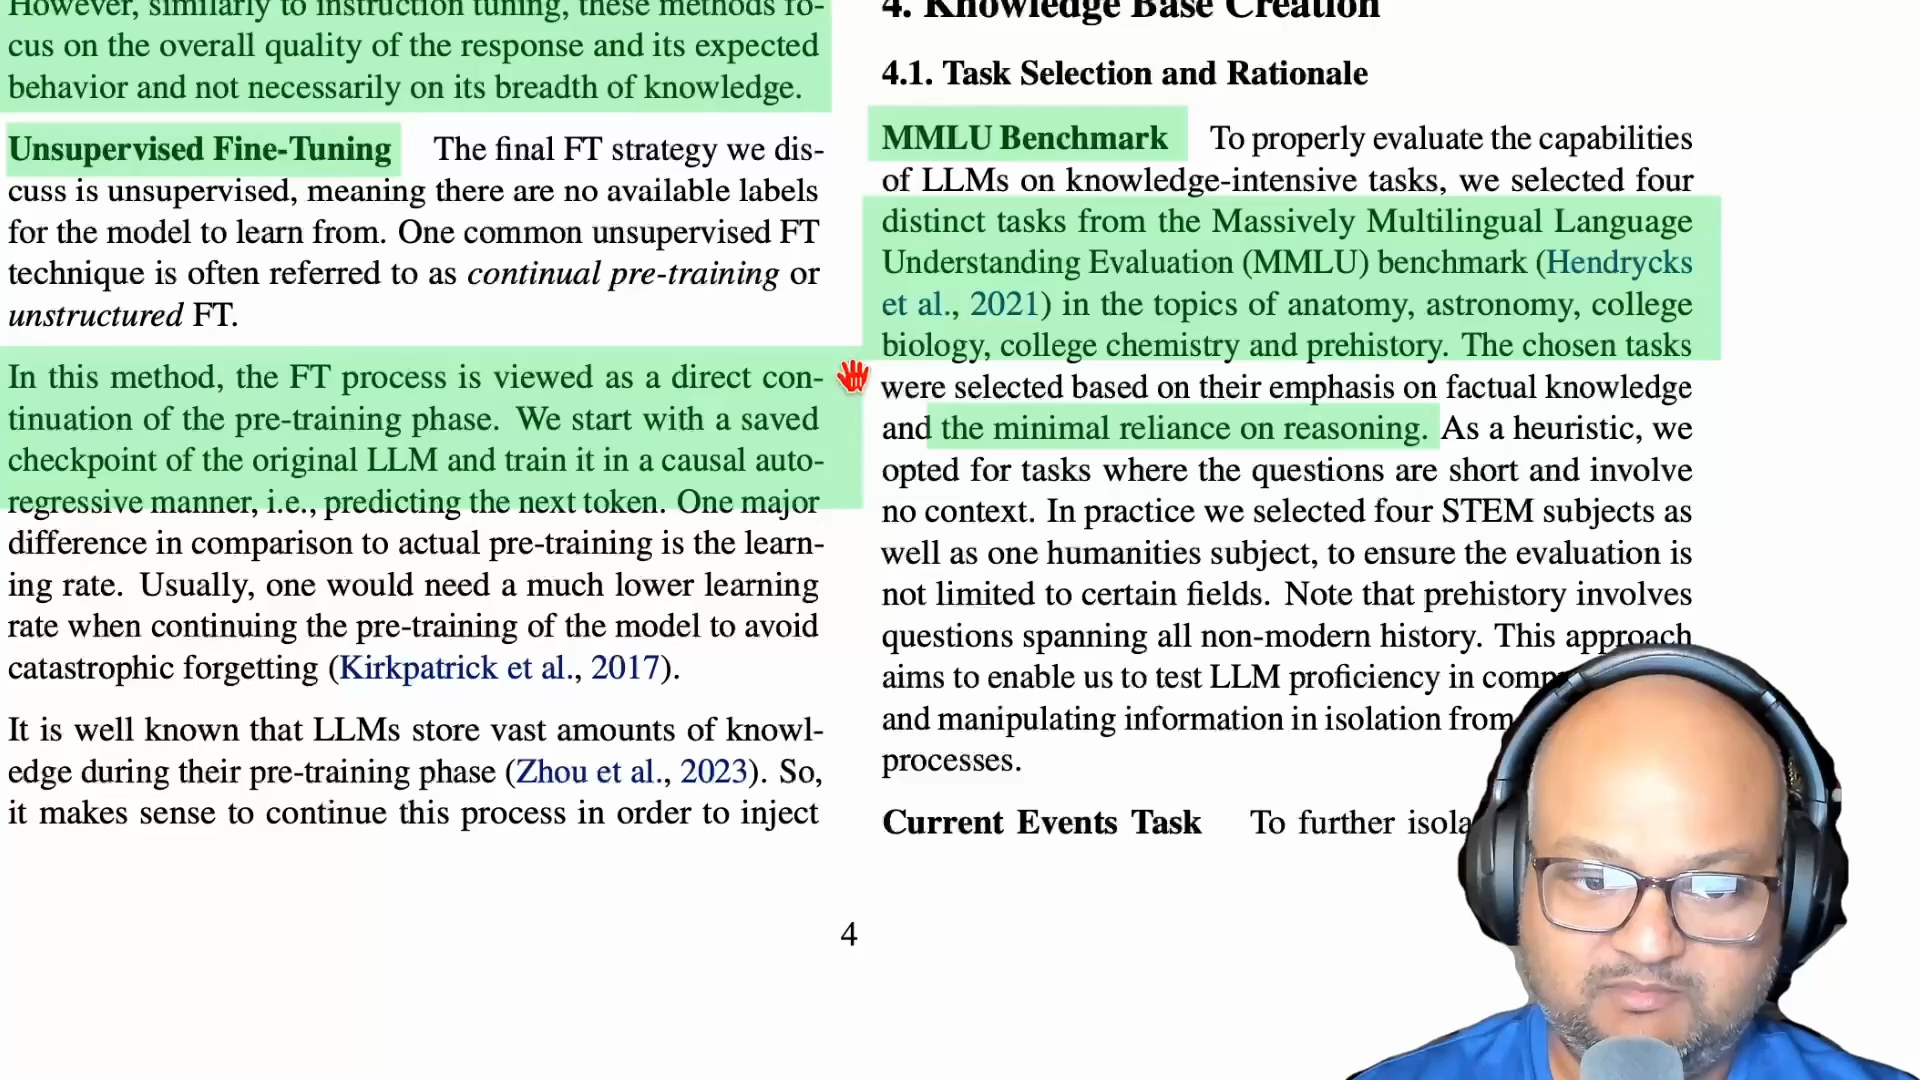 However, similarly to instruction tuning, these methods fo-
cus on the overall quality of the response and its expected
behavior and not necessarily on its breadth of knowledge.
Unsupervised Fine-Tuning The final FT strategy we dis-
cuss is unsupervised, meaning there are no available labels
for the model to learn from. One common unsupervised FT
technique is often referred to as continual pre-training or
unstructured FT.
In this method, the FT process is viewed as a direct con-
tinuation of the pre-training phase. We start with a saved
checkpoint of the original LLM and train it in a causal auto-
regressive manner, i.e., predicting the next token. One major
difference in comparison to actual pre-training is the learn-
ing rate. Usually, one would need a much lower learning
rate when continuing the pre-training of the model to avoid
catastrophic forgetting (Kirkpatrick et al., 2017).
It is well known that LLMs store vast amounts of knowl-
edge during their pre-training phase (Zhou et al., 2023). So,
it makes sense to continue this process in order to inject
4. Knowledge Base Creation
4.1. Task Selection and Rationale
MMLU Benchmark To properly evaluate the capabilities
of LLMs on knowledge-intensive tasks, we selected four
distinct tasks from the Massively Multilingual Language
Understanding Evaluation (MMLU) benchmark (Hendrycks
et al., 2021) in the topics of anatomy, astronomy, college
biology, college chemistry and prehistory. The chosen tasks
were selected based on their emphasis on factual knowledge
and the minimal reliance on reasoning. As a heuristic, we
opted for tasks where the questions are short and involve
no context. In practice we selected four STEM subjects as
well as one humanities subject, to ensure the evaluation is
not limited to certain fields. Note that prehistory involves
questions spanning all non-modern history. This approach
aims to enable us to test LLM proficiency in
and manipulating information in isolation from
processes.
Current Events Task To further
4